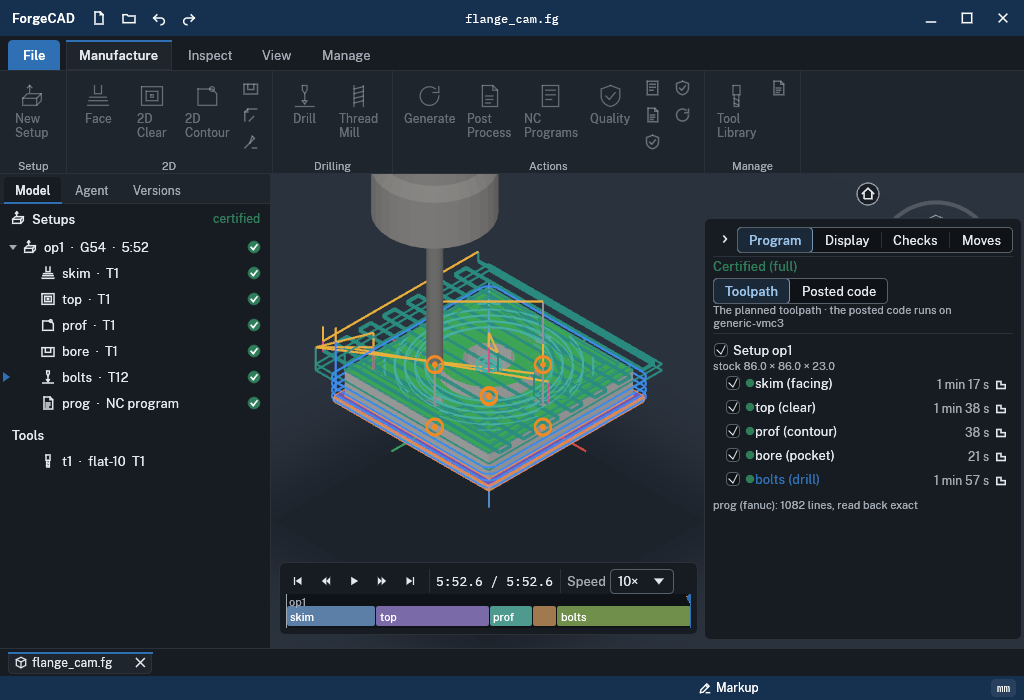 ForgeCAD
flange_cam.fg
File
Manufacture
Inspect
View
Manage
New Setup
Face
2D Clear
2D Contour
Drill
Thread Mill
Generate
Post Process
NC Programs
Quality
Tool Library
Setup
2D
Drilling
Actions
Manage
Model
Agent
Versions
Setups
certified
op1 · G54 · 5:52
skim · T1
top · T1
prof · T1
bore · T1
bolts · T12
prog · NC program
Tools
t1 · flat-10 T1
Program
Display
Checks
Moves
Certified (full)
Toolpath
Posted code
The planned toolpath · the posted code runs on
generic-vmc3
Setup op1
stock 86.0 × 86.0 × 23.0
skim (facing) 1 min 17 s
top (clear) 1 min 38 s
prof (contour) 38 s
bore (pocket) 21 s
bolts (drill) 1 min 57 s
prog (fanuc): 1082 lines, read back exact
5:52.6 / 5:52.6
Speed
10×
op1
skim
top
prof
bolts
flange_cam.fg
Markup
mm